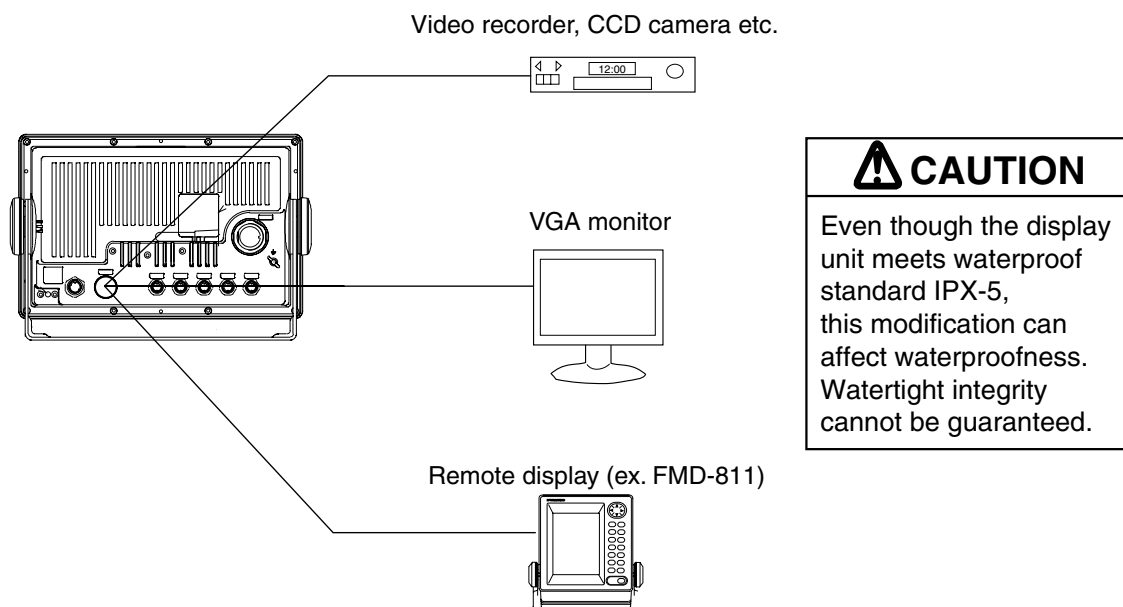 Video recorder, CCD camera etc.
12:00
VGA monitor
Remote display (ex. FMD-811)
CAUTION
Even though the display
unit meets waterproof
standard IPX-5,
this modification can
affect waterproofness.
Watertight integrity
cannot be guaranteed.